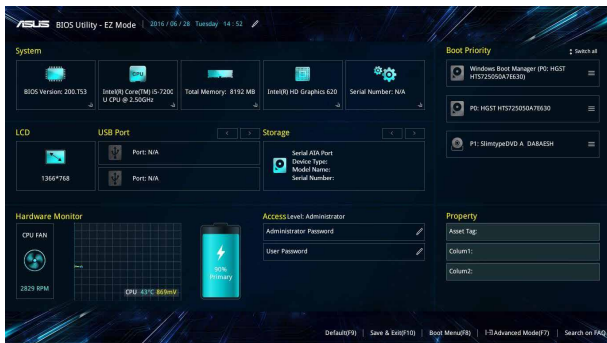 ASUS BIOS Utility - EZ Mode 2016 / 06 / 28 Tuesday 14 : 52
System
BIOS Version: 200.T53
CPU
Intel(R) Core(TM) i5-7200
U CPU @ 2.50GHz
Total Memory: 8192 MB
Intel(R) HD Graphics 620
Serial Number: N/A
Boot Priority
Switch all
Windows Boot Manager (P0: HGST
HTS725050A7E630)
P0: HGST HTS725050A7E630
P1: SlimtypeDVD A DA8AESH
LCD
1366*768
USB Port
Port: N/A
Port: N/A
Storage
Serial ATA Port
Device Type:
Model Name:
Serial Number:
Hardware Monitor
CPU FAN
2829 RPM
CPU 43°C 869mV
90%
Primary
Access Level: Administrator
Administrator Password
User Password
Property
Asset Tag:
Colum1:
Colum2:
Default(F9) | Save & Exit(F10) | Boot Menu(F8) | Advanced Mode(F7) | Search on FAQ